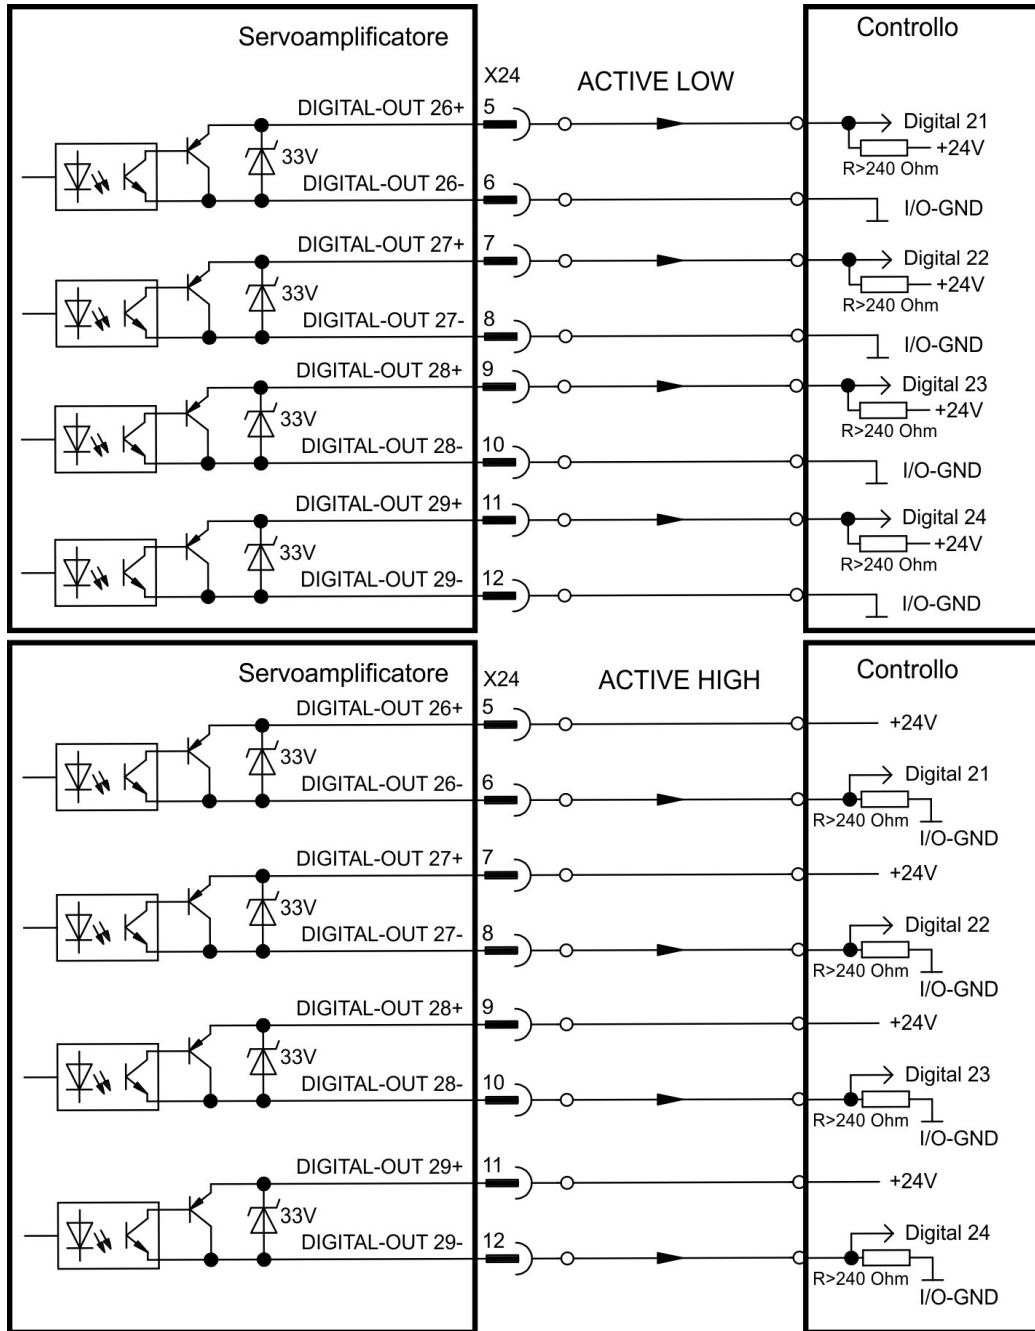 Servoamplificatore
Controllo
X24
ACTIVE LOW
DIGITAL-OUT 26+
5
Digital 21
33V
+24V
R>240 Ohm
DIGITAL-OUT 26-
6
I/O-GND
DIGITAL-OUT 27+
7
Digital 22
33V
+24V
R>240 Ohm
DIGITAL-OUT 27-
8
I/O-GND
DIGITAL-OUT 28+
9
Digital 23
33V
+24V
R>240 Ohm
DIGITAL-OUT 28-
10
I/O-GND
DIGITAL-OUT 29+
11
Digital 24
33V
+24V
R>240 Ohm
DIGITAL-OUT 29-
12
I/O-GND
Servoamplificatore
Controllo
X24
ACTIVE HIGH
DIGITAL-OUT 26+
5
+24V
33V
DIGITAL-OUT 26-
6
Digital 21
R>240 Ohm
I/O-GND
DIGITAL-OUT 27+
7
+24V
33V
DIGITAL-OUT 27-
8
Digital 22
R>240 Ohm
I/O-GND
DIGITAL-OUT 28+
9
+24V
33V
DIGITAL-OUT 28-
10
Digital 23
R>240 Ohm
I/O-GND
DIGITAL-OUT 29+
11
+24V
33V
DIGITAL-OUT 29-
12
Digital 24
R>240 Ohm
I/O-GND